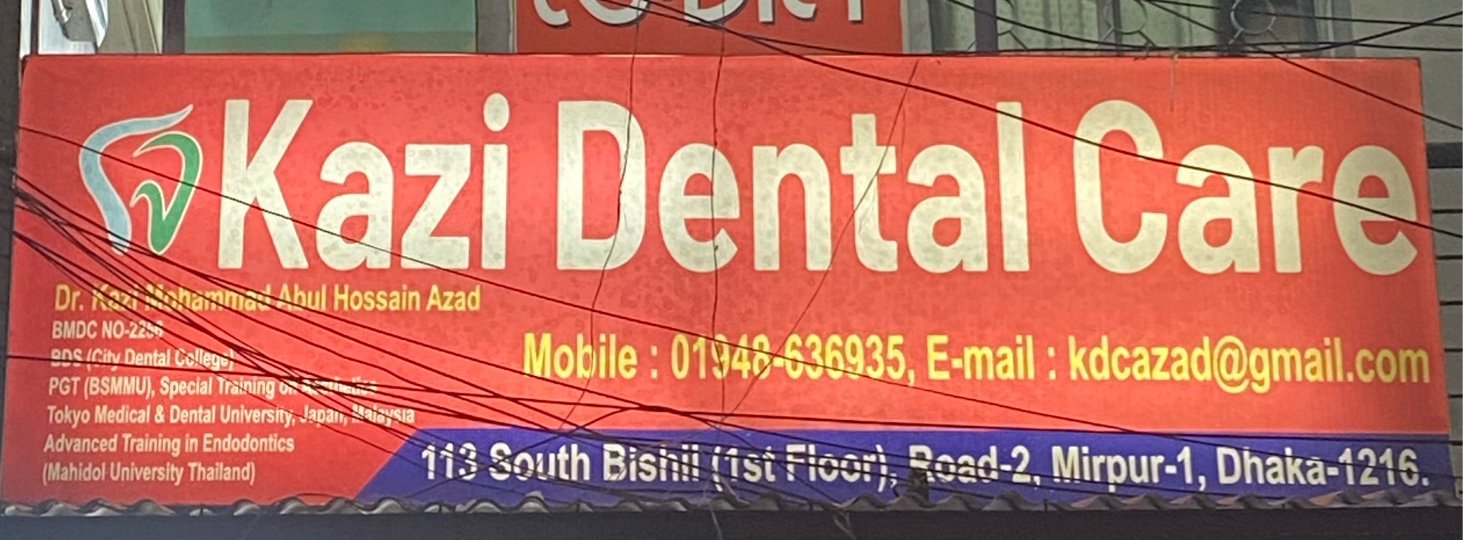 Kazi Dental Care
Dr. Kazi Mohammad Abul Hossain Azad
BMDC NO-2256
BDS (City Dental College)
PGT (BSMMU), Special Training on Aesthetics
Tokyo Medical & Dental University, Japan, Malaysia
Advanced Training in Endodontics
(Mahidol University Thailand)
Mobile : 01948-636935, E-mail : kdcazad@gmail.com
113 South Bishil (1st Floor), Road-2, Mirpur-1, Dhaka-1216.